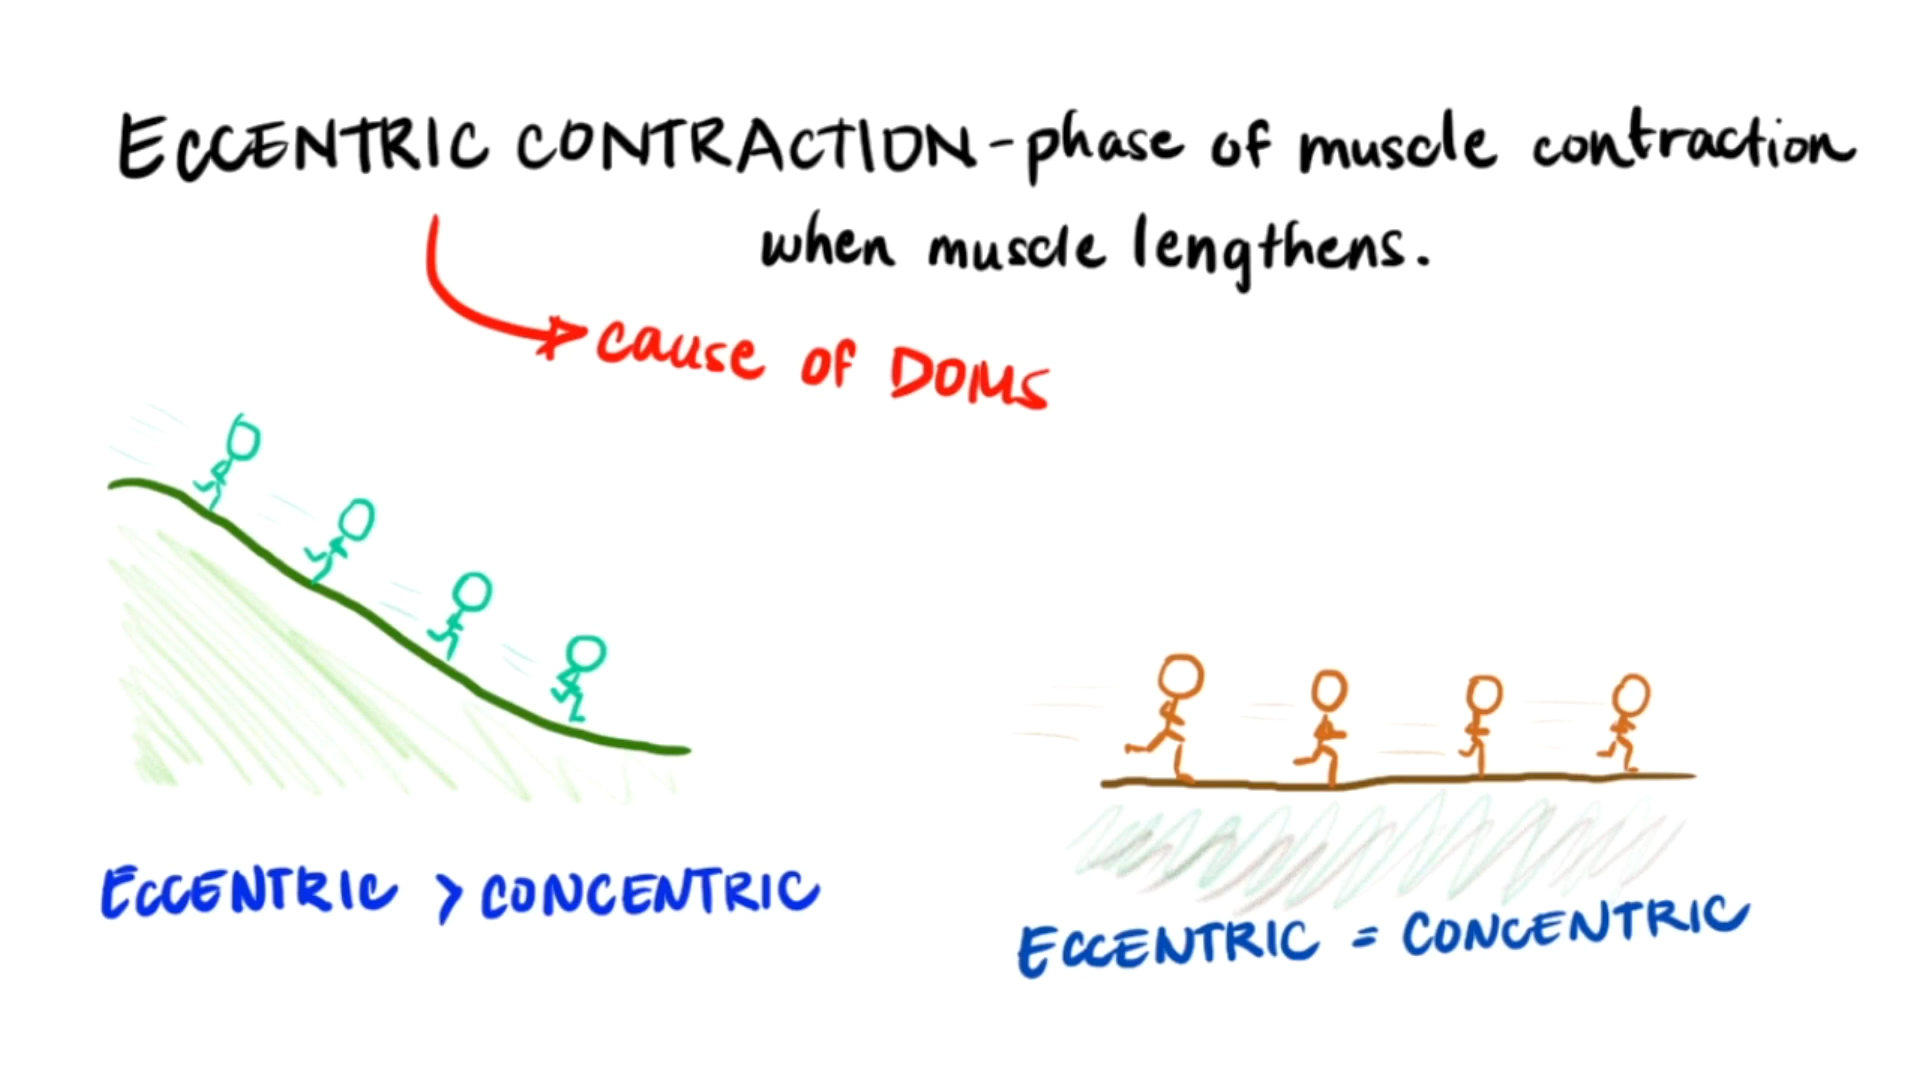 ECCENTRIC CONTRACTION - phase of muscle contraction
when muscle lengthens.
cause of DOMS
ECCENTRIC > CONCENTRIC
ECCENTRIC = CONCENTRIC